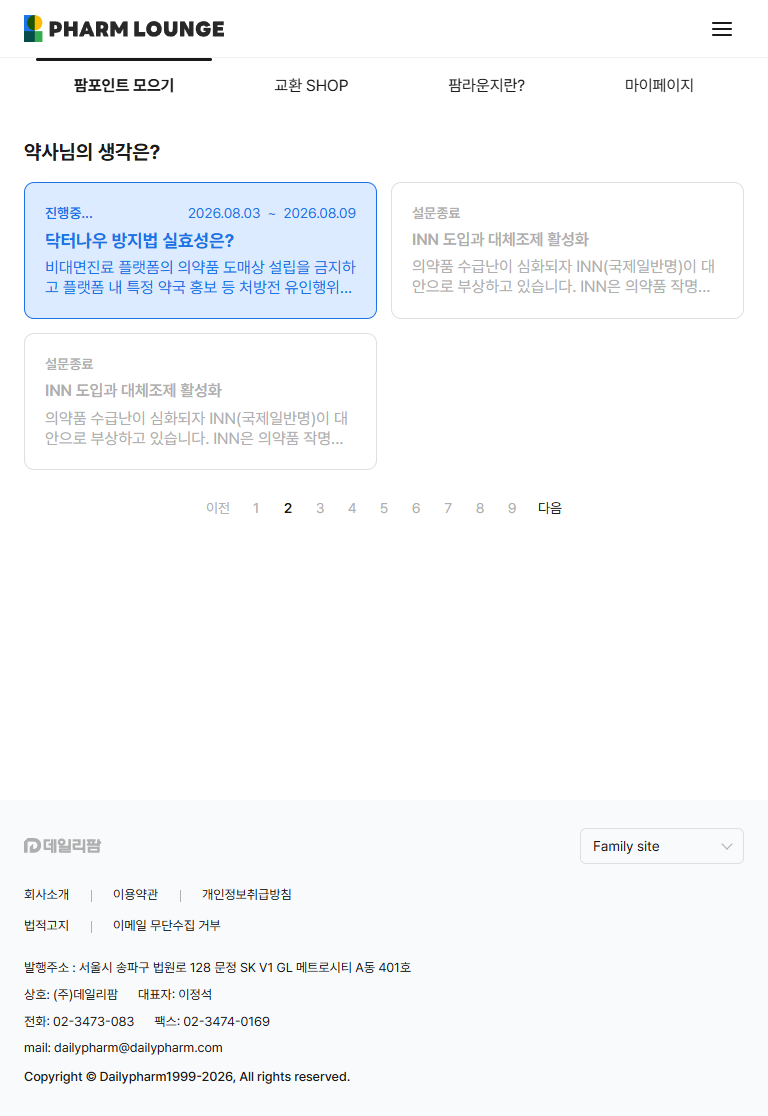 PHARM LOUNGE
팜포인트 모으기 교환 SHOP 팜라운지란? 마이페이지
약사님의 생각은?
진행중... 2026.08.03 ~ 2026.08.09
닥터나우 방지법 실효성은?
비대면진료 플랫폼의 의약품 도매상 설립을 금지하
고 플랫폼 내 특정 약국 홍보 등 처방전 유인행위...
설문종료
INN 도입과 대체조제 활성화
의약품 수급난이 심화되자 INN(국제일반명)이 대
안으로 부상하고 있습니다. INN은 의약품 작명...
설문종료
INN 도입과 대체조제 활성화
의약품 수급난이 심화되자 INN(국제일반명)이 대
안으로 부상하고 있습니다. INN은 의약품 작명...
이전 1 2 3 4 5 6 7 8 9 다음
데일리팜
Family site
회사소개 | 이용약관 | 개인정보취급방침
법적고지 | 이메일 무단수집 거부
발행주소 : 서울시 송파구 법원로 128 문정 SK V1 GL 메트로시티 A동 401호
상호: (주)데일리팜 대표자: 이정석
전화: 02-3473-083 팩스: 02-3474-0169
mail: dailypharm@dailypharm.com
Copyright © Dailypharm1999-2026, All rights reserved.